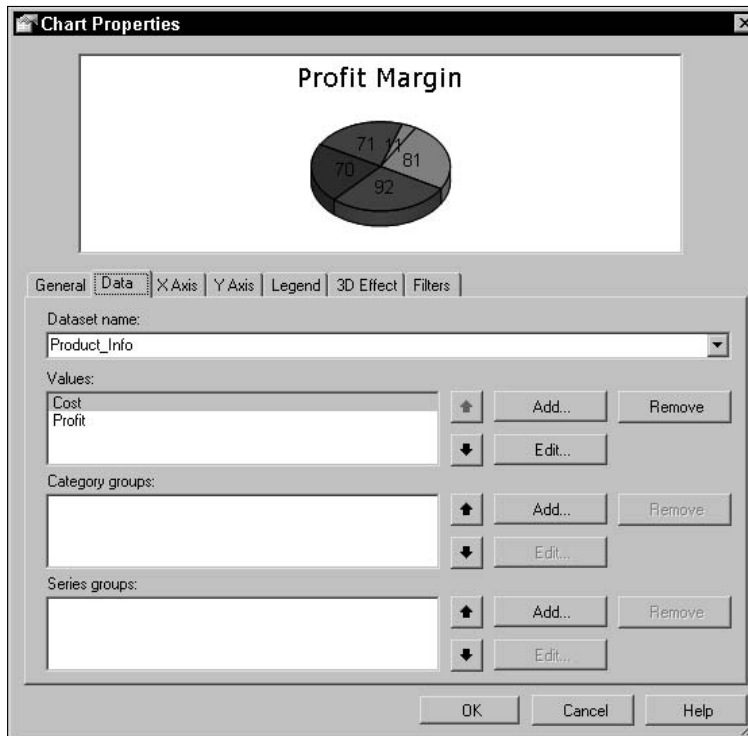 Chart Properties
Profit Margin
71 11 81
70 92
General Data X Axis Y Axis Legend 3D Effect Filters
Dataset name:
Product_Info
Values:
Cost
Profit
Add... Remove
Edit...
Category groups:
Add... Remove
Edit...
Series groups:
Add... Remove
Edit...
OK Cancel Help